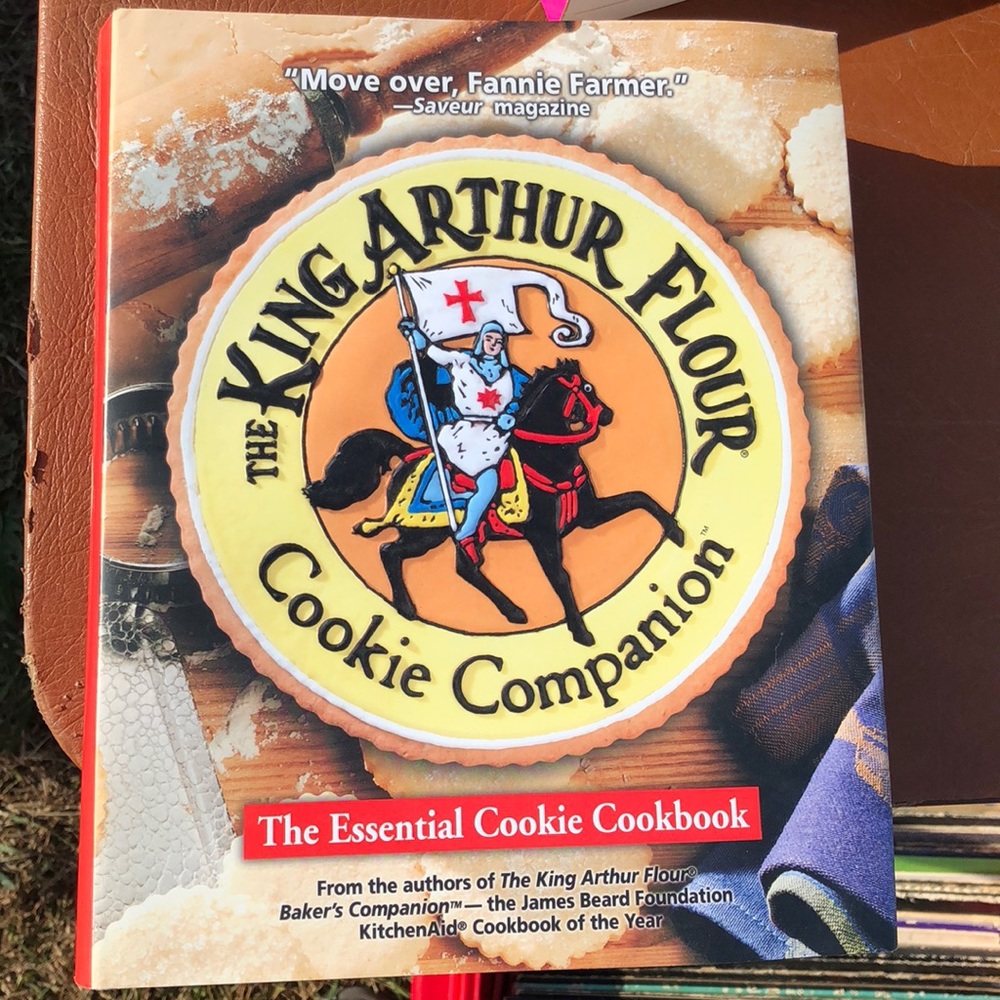 “Move over, Fannie Farmer.”
—Saveur magazine
THE KING ARTHUR FLOUR®
Cookie Companion™
The Essential Cookie Cookbook
From the authors of The King Arthur Flour®
Baker's Companion™— the James Beard Foundation
KitchenAid® Cookbook of the Year